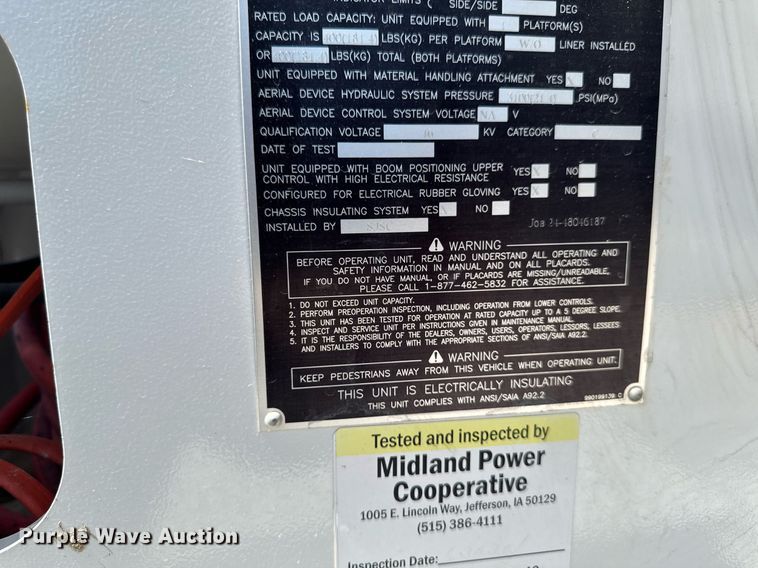 INDICATOR LIMITS ( SIDE/SIDE DEG
RATED LOAD CAPACITY: UNIT EQUIPPED WITH PLATFORM(S)
CAPACITY IS 400(181.4) LBS(KG) PER PLATFORM W/O LINER INSTALLED
OR LBS(KG) TOTAL (BOTH PLATFORMS)
UNIT EQUIPPED WITH MATERIAL HANDLING ATTACHMENT YES X NO
AERIAL DEVICE HYDRAULIC SYSTEM PRESSURE PSI(MPa)
AERIAL DEVICE CONTROL SYSTEM VOLTAGE NA V
QUALIFICATION VOLTAGE KV CATEGORY C
DATE OF TEST
UNIT EQUIPPED WITH BOOM POSITIONING UPPER YES X NO
CONTROL WITH HIGH ELECTRICAL RESISTANCE
CONFIGURED FOR ELECTRICAL RUBBER GLOVING YES X NO
CHASSIS INSULATING SYSTEM YES X NO
INSTALLED BY
Job 21-48046187
WARNING
BEFORE OPERATING UNIT, READ AND UNDERSTAND ALL OPERATING AND
SAFETY INFORMATION IN MANUAL AND ON ALL PLACARDS.
IF YOU DO NOT HAVE MANUAL, OR IF PLACARDS ARE MISSING/UNREADABLE,
PLEASE CALL 1-877-462-5832 FOR ASSISTANCE.
1. DO NOT EXCEED UNIT CAPACITY.
2. PERFORM PREOPERATION INSPECTION, INCLUDING OPERATION FROM LOWER CONTROLS.
3. THIS UNIT HAS BEEN TESTED FOR OPERATION AT RATED CAPACITY UP TO A 5 DEGREE SLOPE.
4. INSPECT AND SERVICE UNIT PER INSTRUCTIONS GIVEN IN MAINTENANCE MANUAL.
5. IT IS THE RESPONSIBILITY OF THE DEALERS, OWNERS, USERS, OPERATORS, LESSORS, LESSEES
AND INSTALLERS TO COMPLY WITH THE APPROPRIATE SECTIONS OF ANSI/SAIA A92.2.
WARNING
KEEP PEDESTRIANS AWAY FROM THIS VEHICLE WHEN OPERATING UNIT.
THIS UNIT IS ELECTRICALLY INSULATING
THIS UNIT COMPLIES WITH ANSI/SAIA A92.2
990199139 C
Tested and inspected by
Midland Power
Cooperative
1005 E. Lincoln Way, Jefferson, IA 50129
(515) 386-4111
Inspection Date:
Purple Wave Auction